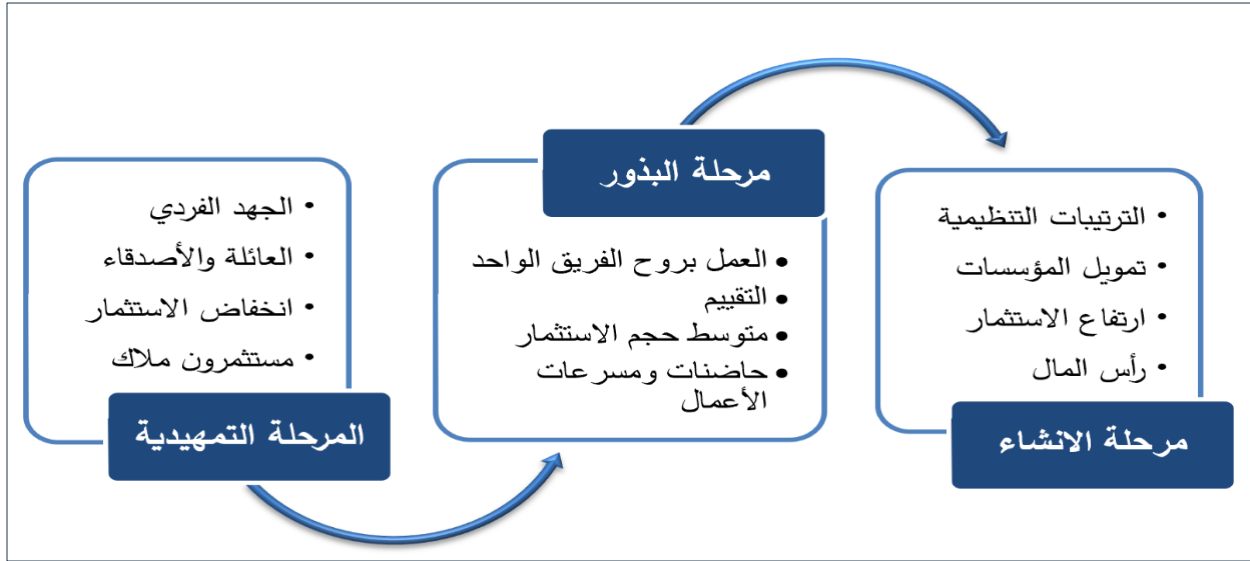 • الجهد الفردي
• العائلة والأصدقاء
• انخفاض الاستثمار
• مستثمرون ملاك
المرحلة التمهيدية
مرحلة البذور
• العمل بروح الفريق الواحد
• التقييم
• متوسط حجم الاستثمار
• حاضنات ومسرعات
الأعمال
• الترتيبات التنظيمية
• تمويل المؤسسات
• ارتفاع الاستثمار
• رأس المال
مرحلة الانشاء